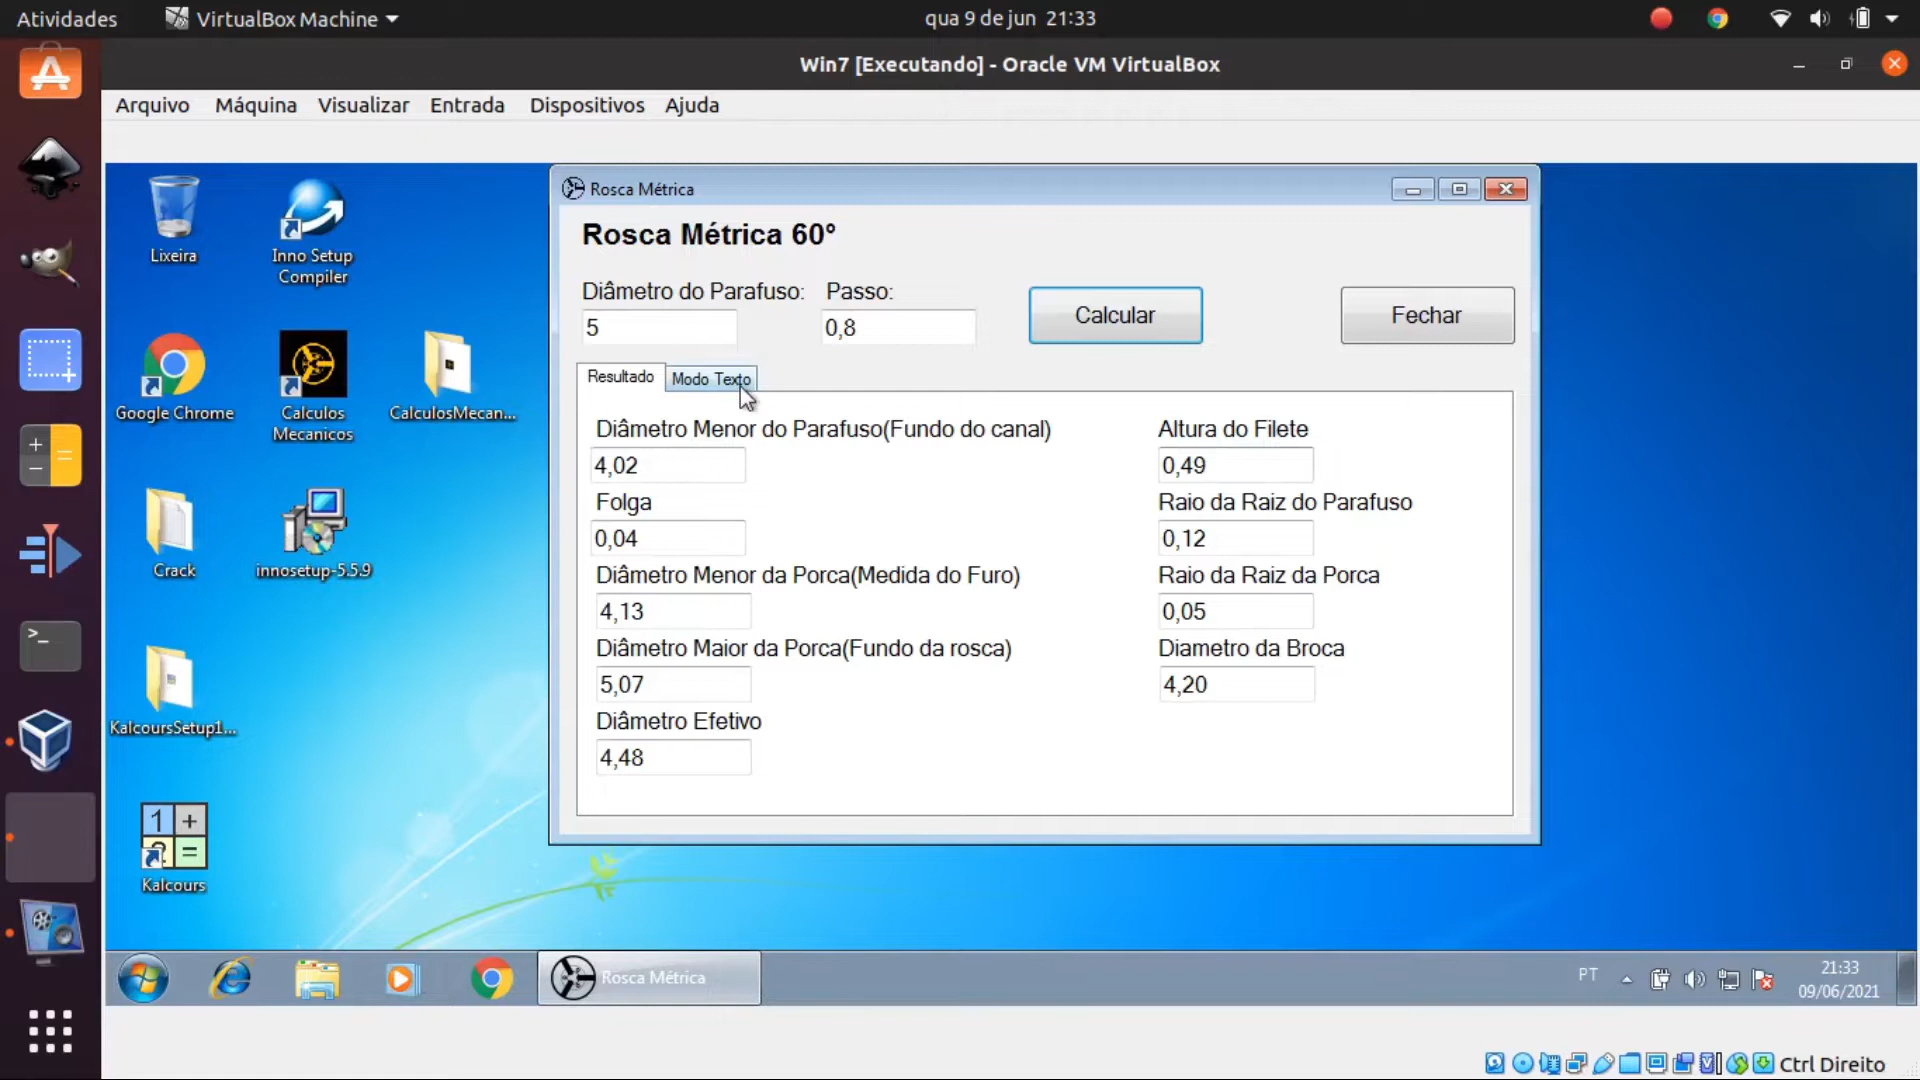 Atividades
VirtualBox Machine
qua 9 de jun 21:33
Win7 [Executando] - Oracle VM VirtualBox
Arquivo Máquina Visualizar Entrada Dispositivos Ajuda
Lixeira
Inno Setup
Compiler
Google Chrome
Calculos
Mecanicos
CalculosMecan...
Crack
innosetup-5.5.9
KalcoursSetup1...
Kalcours
Rosca Métrica
Rosca Métrica 60°
Diâmetro do Parafuso: Passo:
5
0,8
Calcular
Fechar
Resultado
Modo Texto
Diâmetro Menor do Parafuso(Fundo do canal)
4,02
Folga
0,04
Diâmetro Menor da Porca(Medida do Furo)
4,13
Diâmetro Maior da Porca(Fundo da rosca)
5,07
Diâmetro Efetivo
4,48
Altura do Filete
0,49
Raio da Raiz do Parafuso
0,12
Raio da Raiz da Porca
0,05
Diametro da Broca
4,20
Rosca Métrica
PT
21:33
09/06/2021
Ctrl Direito